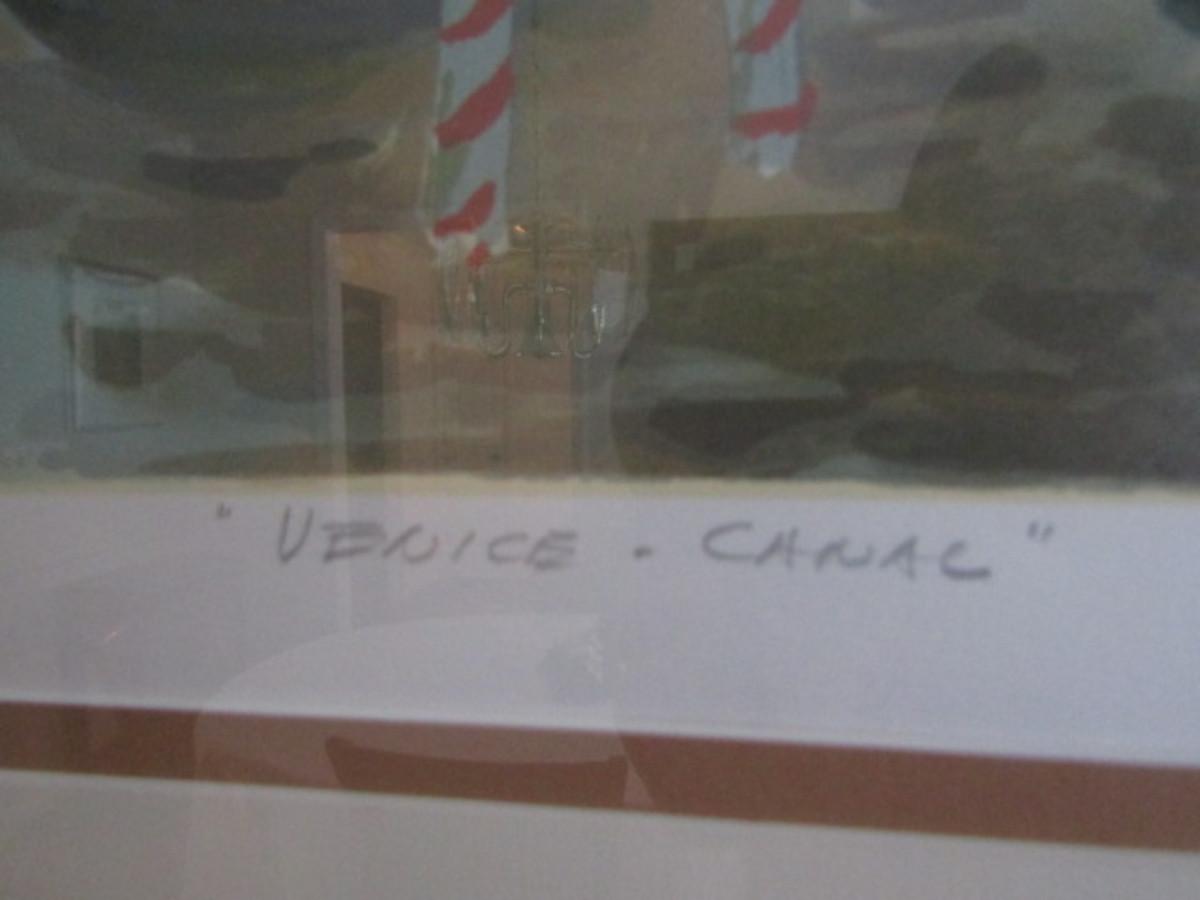 " VENICE . CANAL "